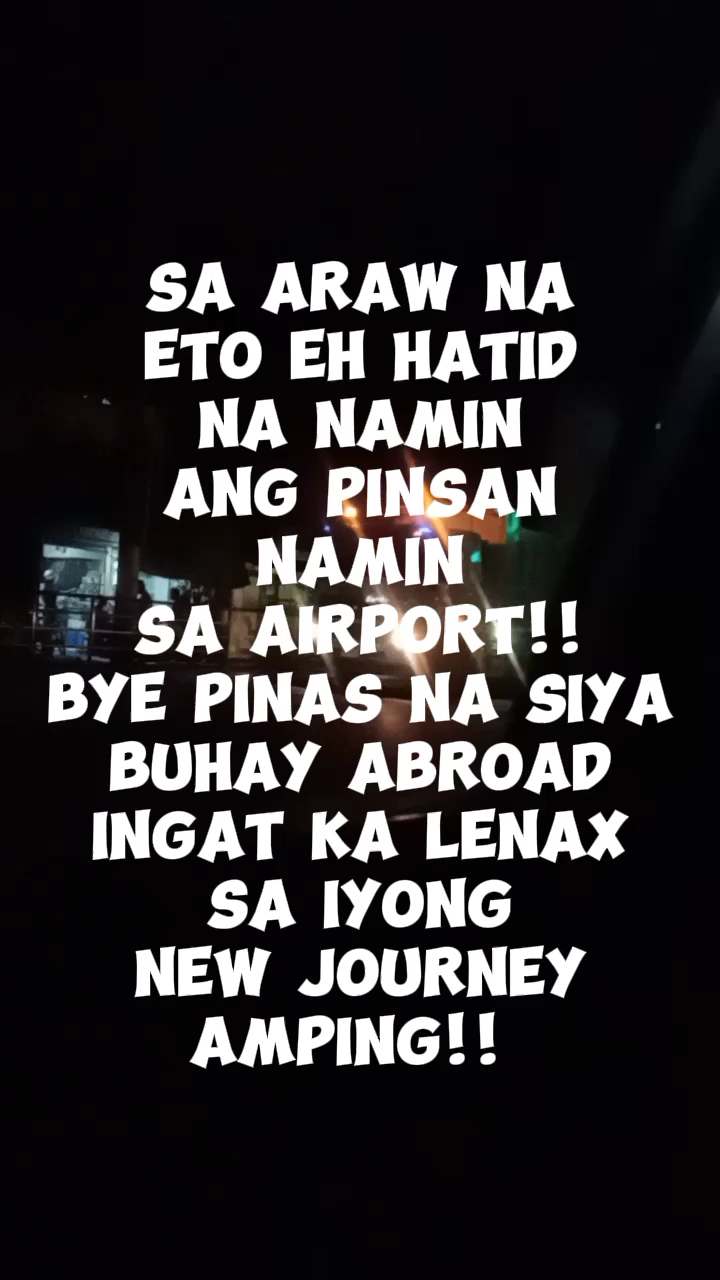 SA ARAW NA
ETO EH HATID
NA NAMIN
ANG PINSAN
NAMIN
SA AIRPORT!!
BYE PINAS NA SIYA
BUHAY ABROAD
INGAT KA LENAX
SA IYONG
NEW JOURNEY
AMPING!!